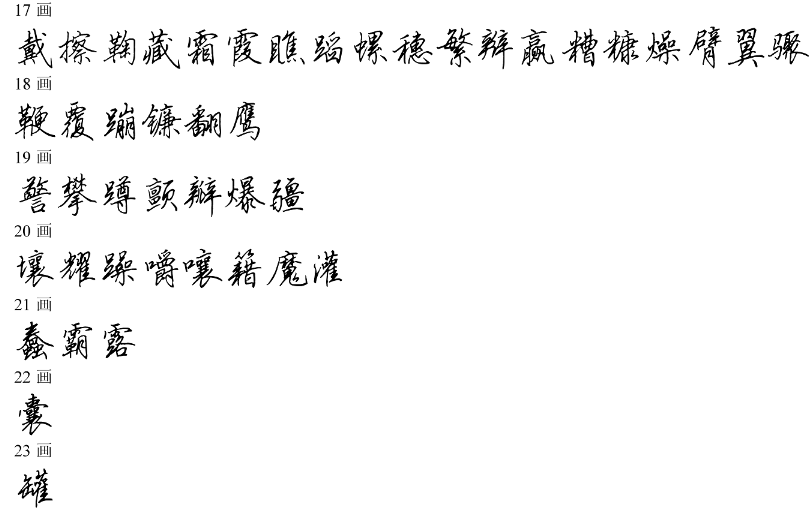 17 画
戴擦鞠藏霜霞瞧蹈螺穗繁辫赢糟糠燥臂翼骤
18 画
鞭覆蹦镰翻鹰
19 画
警攀蹲颤瓣爆疆
20 画
壤耀躁嚼嚷籍魔灌
21 画
蠢霸露
22 画
囊
23 画
罐